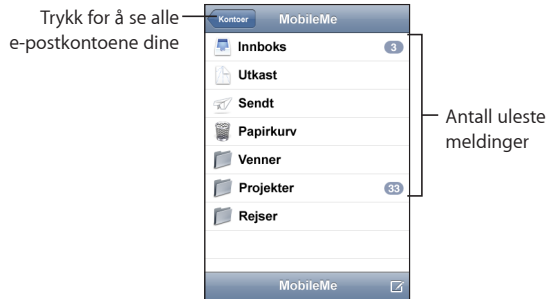 Trykk for å se alle
e-postkontoene dine
Kontoer
MobileMe
Innboks 3
Utkast
Sendt
Papirkurv
Venner
Projekter 33
Rejser
Antall uleste
meldinger
MobileMe